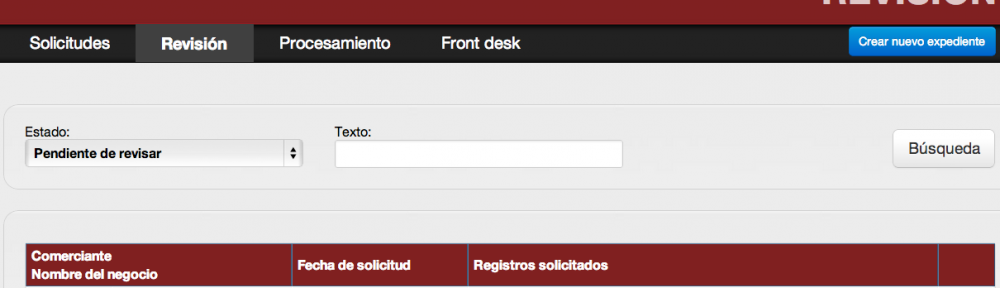 REVISIÓN
Solicitudes Revisión Procesamiento Front desk Crear nuevo expediente
Estado: Texto:
Pendiente de revisar Búsqueda
Comerciante
Nombre del negocio Fecha de solicitud Registros solicitados